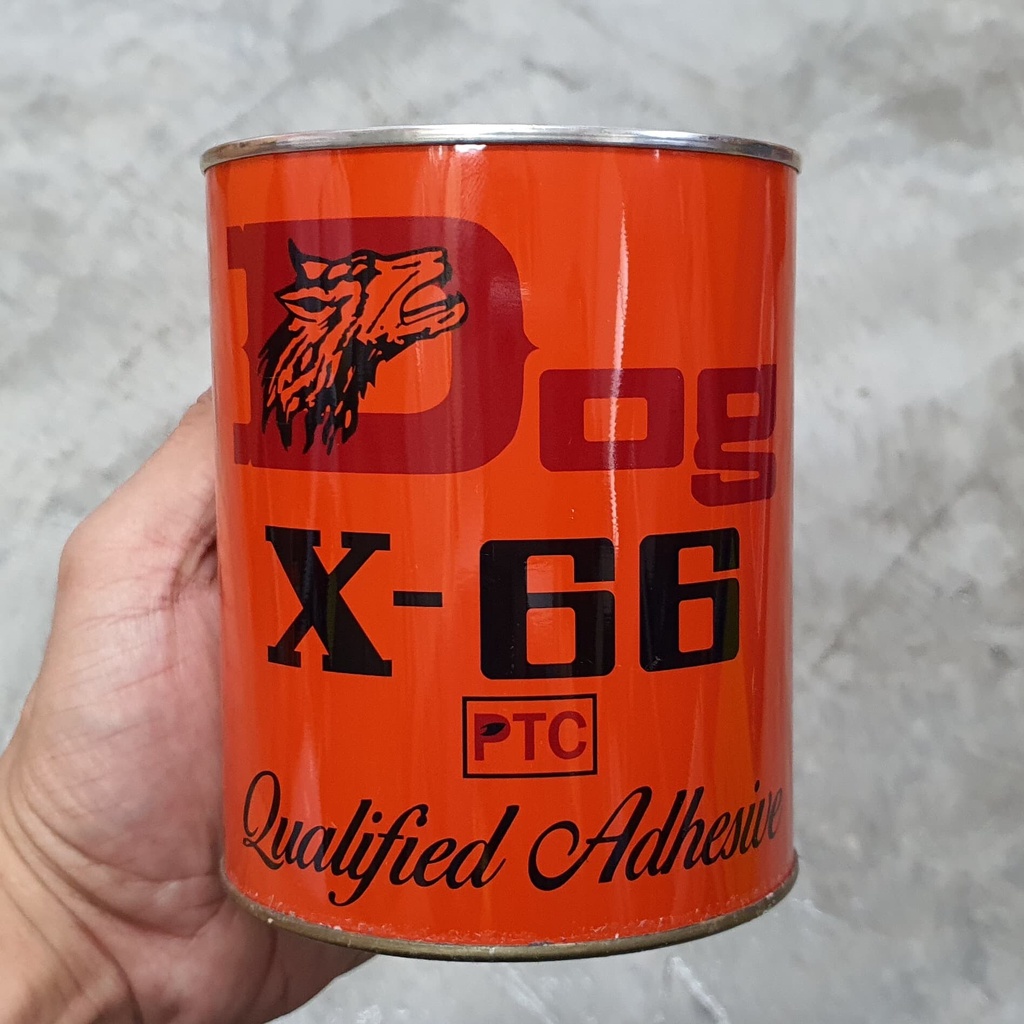 Dog
X-66
PTC
Qualified Adhesive